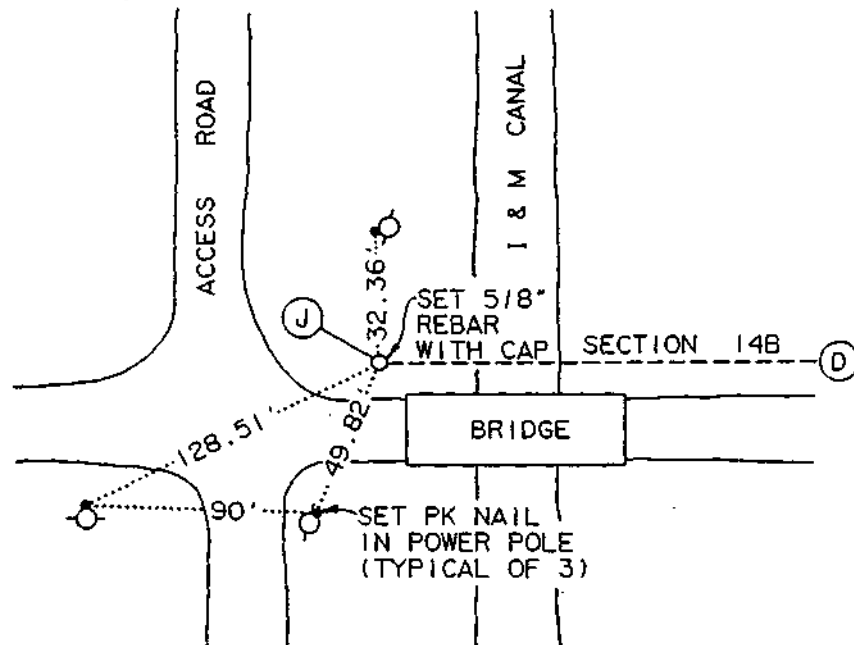 ACCESS ROAD
I & M CANAL
32.36'
J
SET 5/8"
REBAR
WITH CAP
SECTION 14B
D
128.51'
49.82'
BRIDGE
90'
SET PK NAIL
IN POWER POLE
(TYPICAL OF 3)